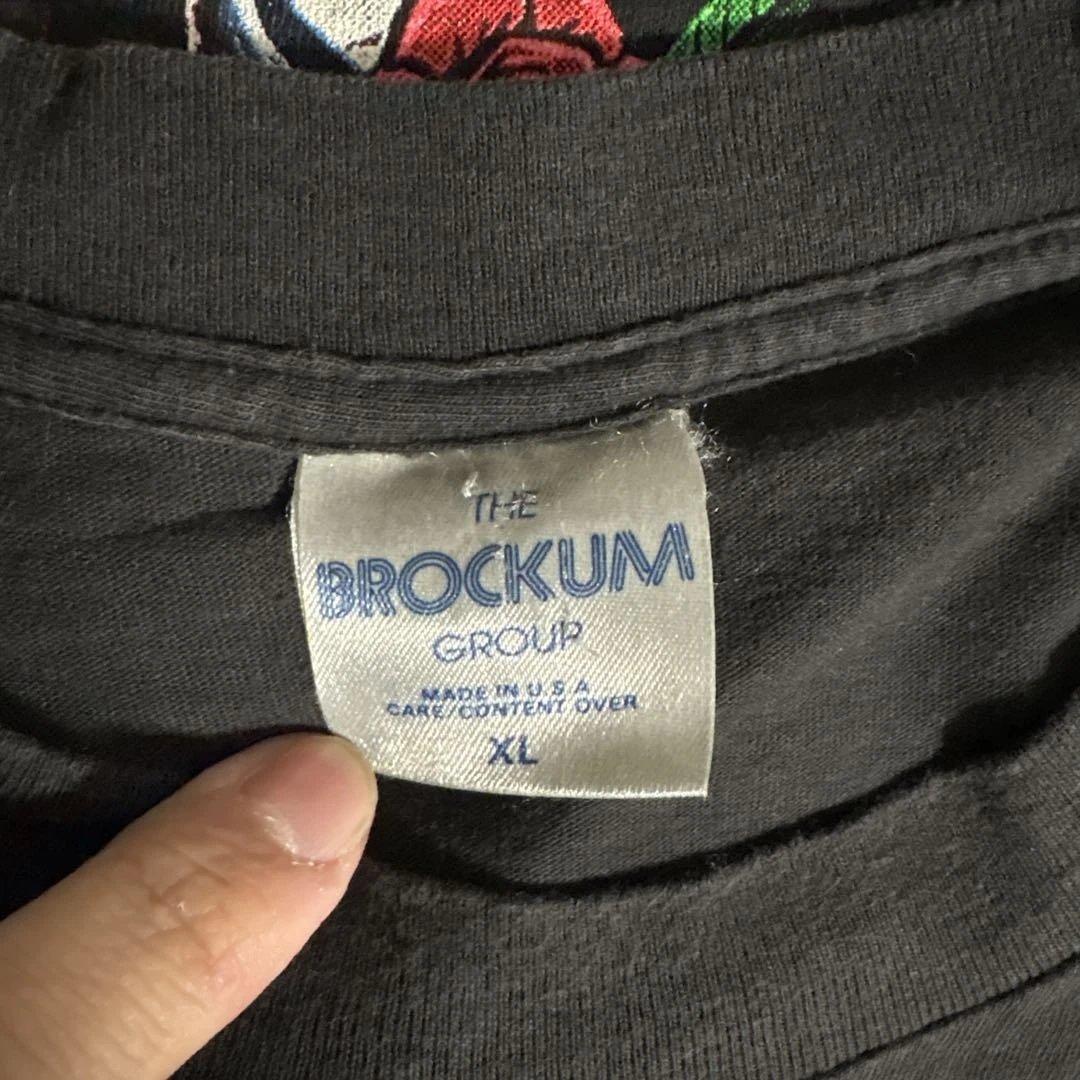 THE
BROCKUM
GROUP
MADE IN U S A
CARE/CONTENT OVER
XL